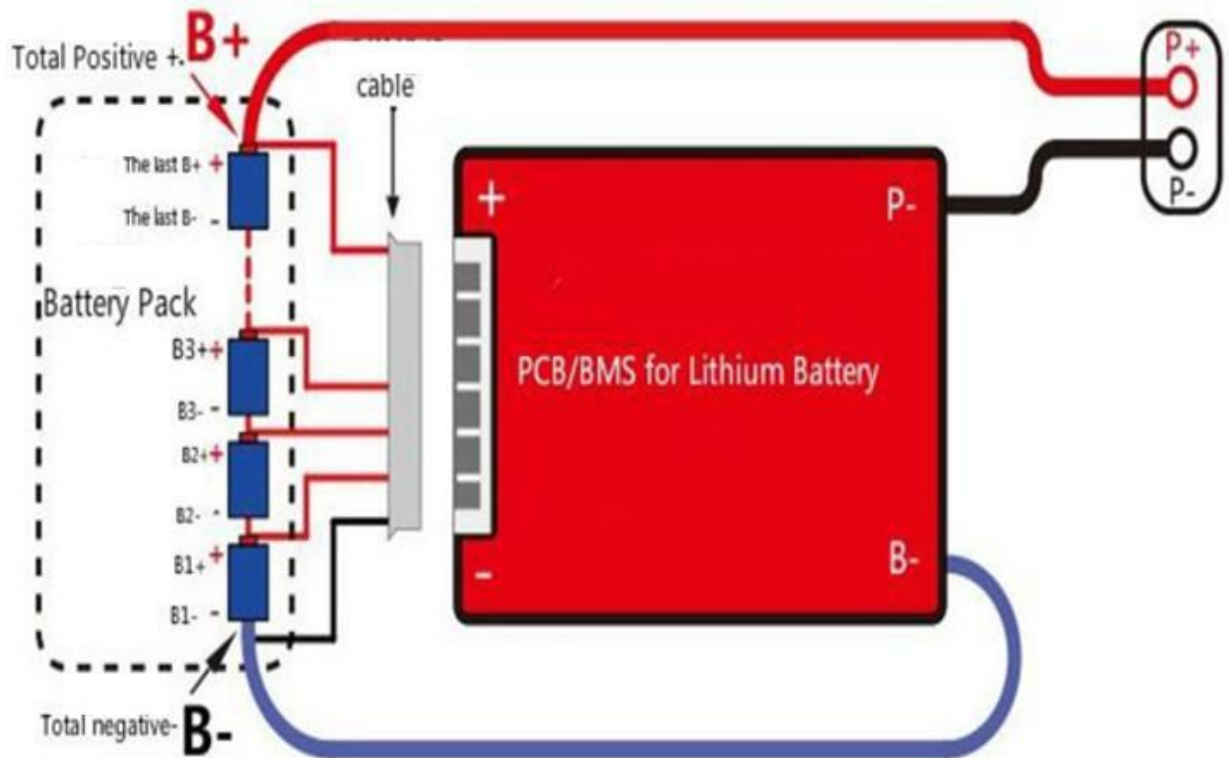 B+
Total Positive +
cable
P+
P-
The last B+ +
The last B- -
+
P-
Battery Pack
B3+ +
B3- -
PCB/BMS for Lithium Battery
B2+ +
B2- -
B1+ +
B1- -
-
B-
Total negative- B-